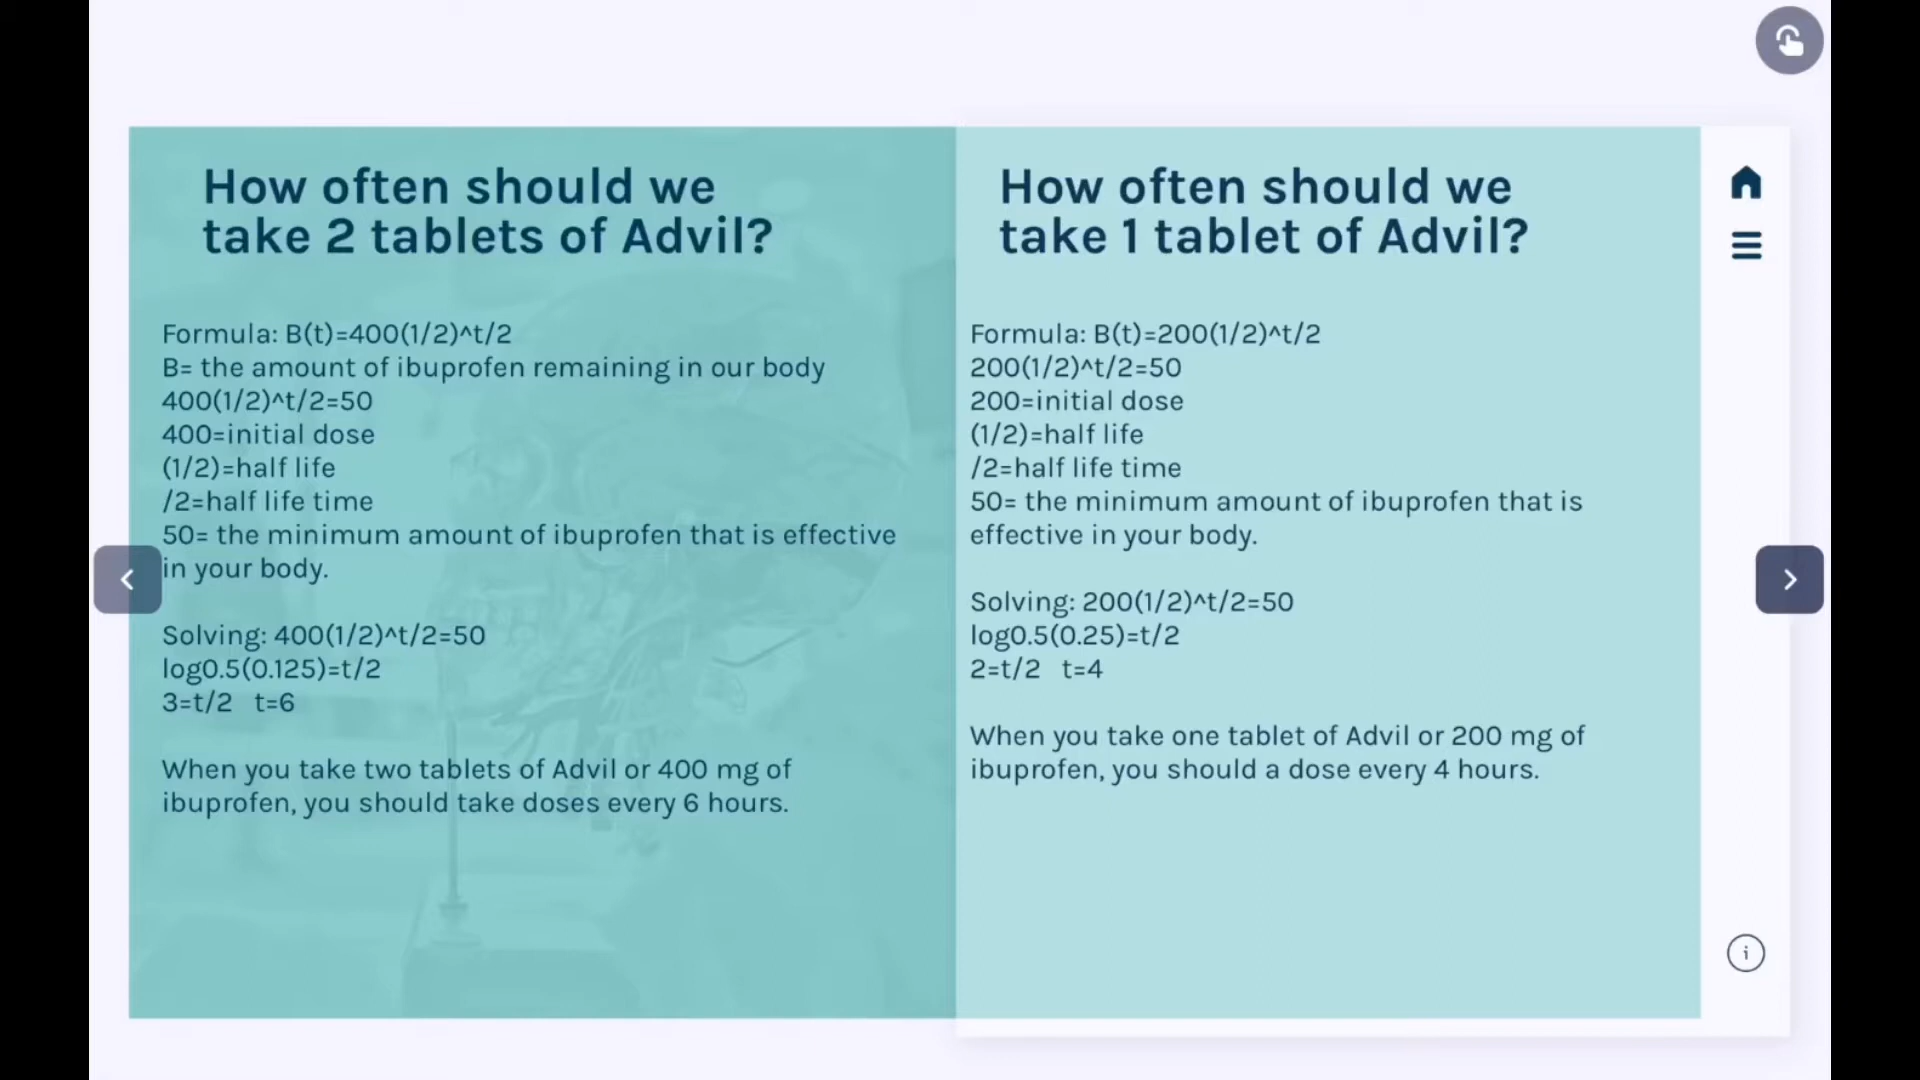 How often should we
take 2 tablets of Advil?
Formula: B(t)=400(1/2)^t/2
B= the amount of ibuprofen remaining in our body
400(1/2)^t/2=50
400=initial dose
(1/2)=half life
/2=half life time
50= the minimum amount of ibuprofen that is effective
in your body.
Solving: 400(1/2)^t/2=50
log0.5(0.125)=t/2
3=t/2 t=6
When you take two tablets of Advil or 400 mg of
ibuprofen, you should take doses every 6 hours.
How often should we
take 1 tablet of Advil?
Formula: B(t)=200(1/2)^t/2
200(1/2)^t/2=50
200=initial dose
(1/2)=half life
/2=half life time
50= the minimum amount of ibuprofen that is
effective in your body.
Solving: 200(1/2)^t/2=50
log0.5(0.25)=t/2
2=t/2 t=4
When you take one tablet of Advil or 200 mg of
ibuprofen, you should a dose every 4 hours.